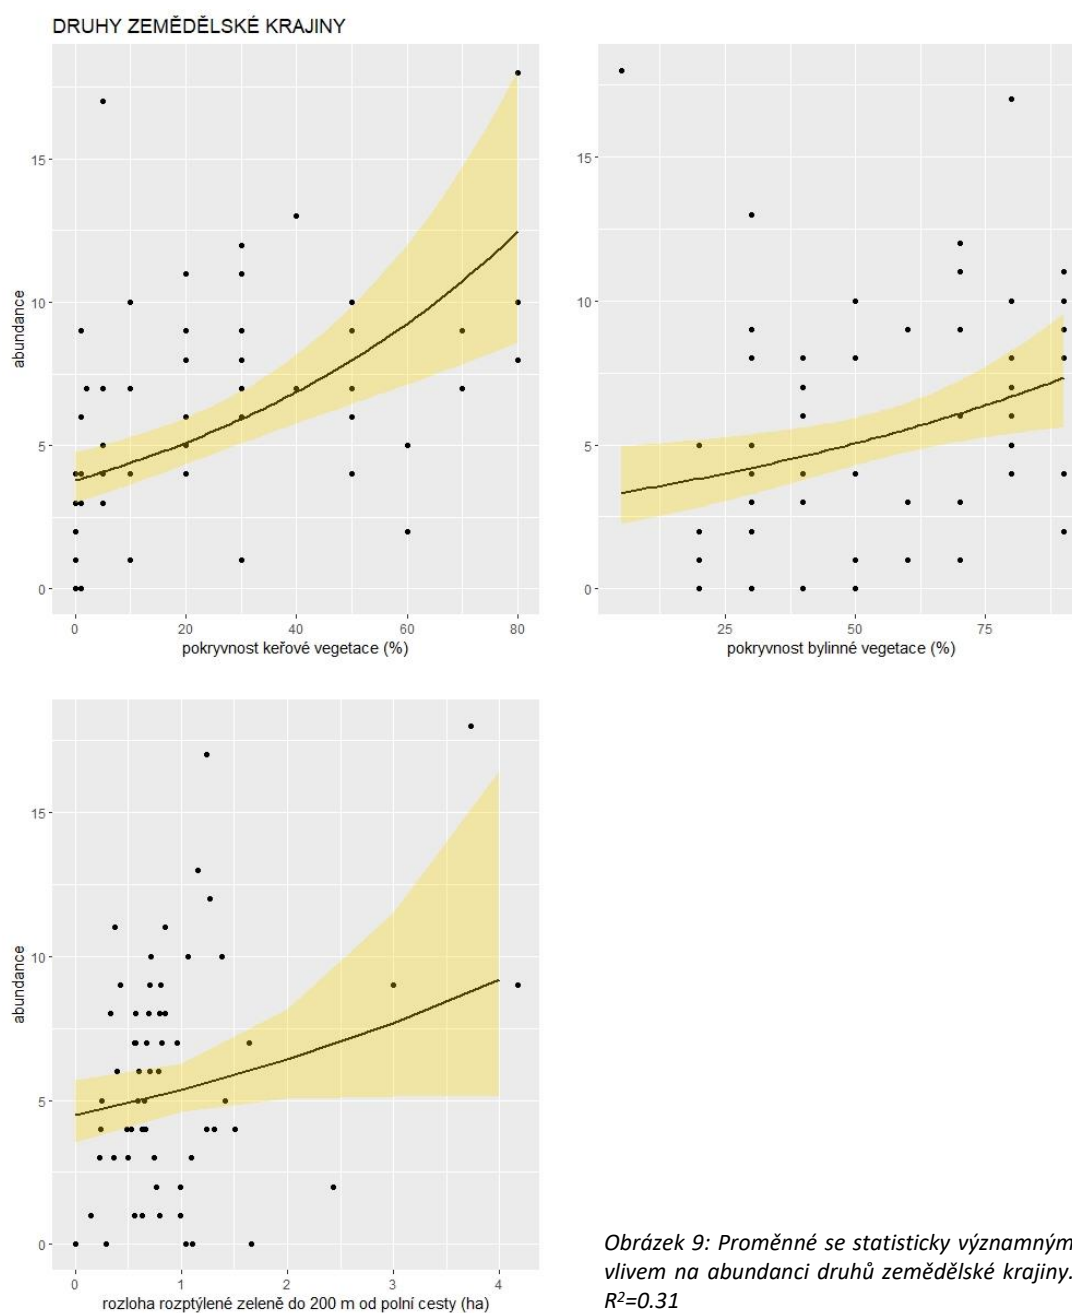 DRUHY ZEMĚDĚLSKÉ KRAJINY
abundance
15
10
5
0
0 20 40 60 80
pokryvnost keřové vegetace (%)
15
10
5
0
25 50 75
pokryvnost bylinné vegetace (%)
abundance
15
10
5
0
0 1 2 3 4
rozloha rozptýlené zeleně do 200 m od polní cesty (ha)
Obrázek 9: Proměnné se statisticky významným
vlivem na abundanci druhů zemědělské krajiny.
R²=0.31